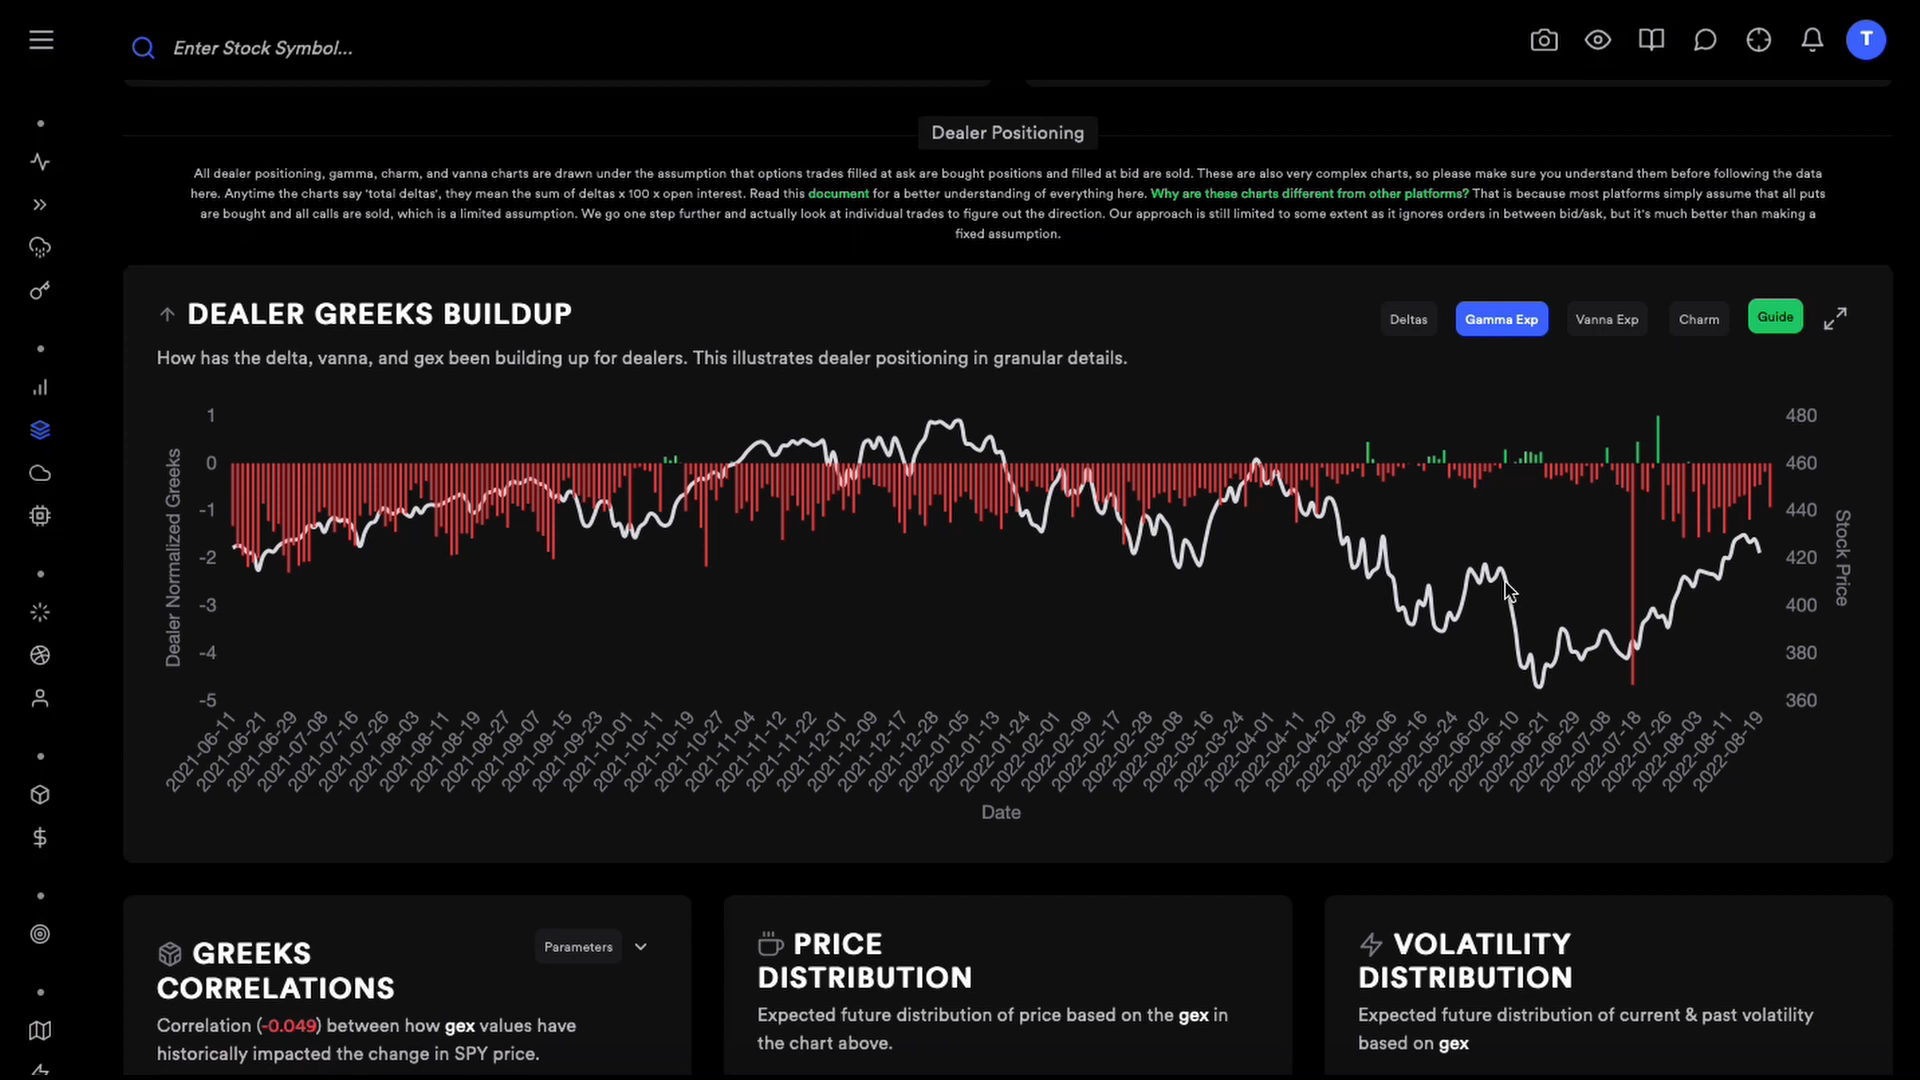 Enter Stock Symbol...
T
Dealer Positioning
All dealer positioning, gamma, charm, and vanna charts are drawn under the assumption that options trades filled at ask are bought positions and filled at bid are sold. These are also very complex charts, so please make sure you understand them before following the data
here. Anytime the charts say 'total deltas', they mean the sum of deltas x 100 x open interest. Read this document for a better understanding of everything here. Why are these charts different from other platforms? That is because most platforms simply assume that all puts
are bought and all calls are sold, which is a limited assumption. We go one step further and actually look at individual trades to figure out the direction. Our approach is still limited to some extent as it ignores orders in between bid/ask, but it's much better than making a
fixed assumption.
DEALER GREEKS BUILDUP
Deltas
Gamma Exp
Vanna Exp
Charm
Guide
How has the delta, vanna, and gex been building up for dealers. This illustrates dealer positioning in granular details.
Dealer Normalized Greeks
1
0
-1
-2
-3
-4
-5
480
460
440
420
400
380
360
Stock Price
2021-06-11
2021-06-21
2021-06-29
2021-07-08
2021-07-16
2021-07-26
2021-08-03
2021-08-11
2021-08-19
2021-08-27
2021-09-07
2021-09-15
2021-09-23
2021-10-01
2021-10-11
2021-10-19
2021-10-27
2021-11-04
2021-11-12
2021-11-22
2021-12-01
2021-12-09
2021-12-17
2021-12-28
2022-01-05
2022-01-13
2022-01-24
2022-02-01
2022-02-09
2022-02-17
2022-02-28
2022-03-08
2022-03-16
2022-03-24
2022-04-01
2022-04-11
2022-04-20
2022-04-28
2022-05-06
2022-05-16
2022-05-24
2022-06-02
2022-06-10
2022-06-21
2022-06-29
2022-07-08
2022-07-18
2022-07-26
2022-08-03
2022-08-11
2022-08-19
Date
GREEKS
CORRELATIONS
Parameters
Correlation (-0.049) between how gex values have
historically impacted the change in SPY price.
PRICE
DISTRIBUTION
Expected future distribution of price based on the gex in
the chart above.
VOLATILITY
DISTRIBUTION
Expected future distribution of current & past volatility
based on gex